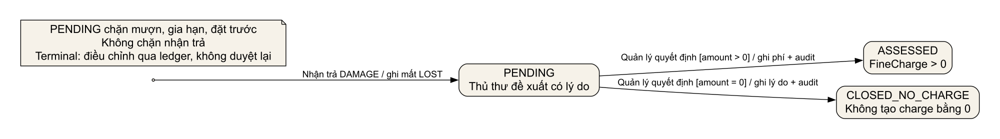 PENDING chặn mượn, gia hạn, đặt trước
Không chặn nhận trả
Terminal: điều chỉnh qua ledger, không duyệt lại
Nhận trả DAMAGE / ghi mất LOST
PENDING
Thủ thư đề xuất có lý do
Quản lý quyết định [amount > 0] / ghi phí + audit
Quản lý quyết định [amount = 0] / ghi lý do + audit
ASSESSED
FineCharge > 0
CLOSED_NO_CHARGE
Không tạo charge bằng 0